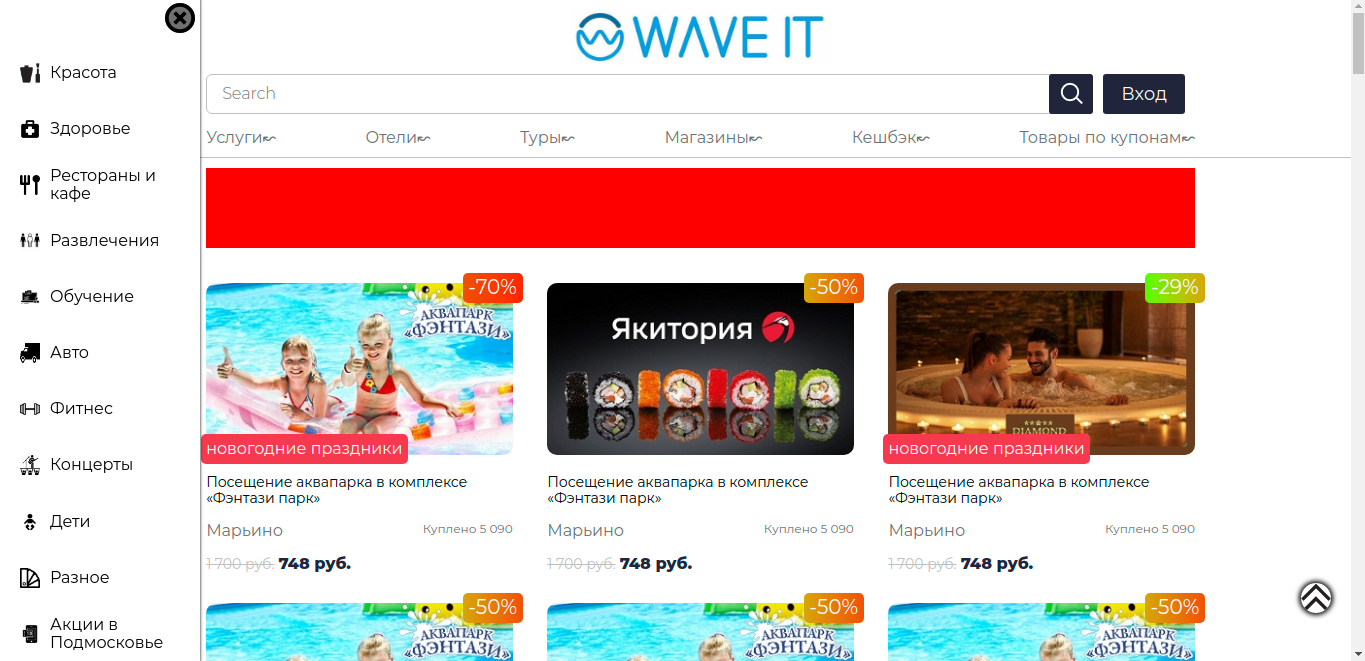 WAVE IT
Search
Вход
Услуги
Отели
Туры
Магазины
Кешбэк
Товары по купонам
Красота
Здоровье
Рестораны и
кафе
Развлечения
Обучение
Авто
Фитнес
Концерты
Дети
Разное
Акции в
Подмосковье
-70%
АКВАПАРК
«ФЭНТАЗИ»
новогодние праздники
Посещение аквапарка в комплексе
«Фэнтази парк»
Марьино
Куплено 5 090
1 700 руб. 748 руб.
-50%
Якитория
Посещение аквапарка в комплексе
«Фэнтази парк»
Марьино
Куплено 5 090
1 700 руб. 748 руб.
-29%
DIAMOND
новогодние праздники
Посещение аквапарка в комплексе
«Фэнтази парк»
Марьино
Куплено 5 090
1 700 руб. 748 руб.
-50%
АКВАПАРК
«ФЭНТАЗИ»
-50%
АКВАПАРК
«ФЭНТАЗИ»
-50%
АКВАПАРК
«ФЭНТАЗИ»